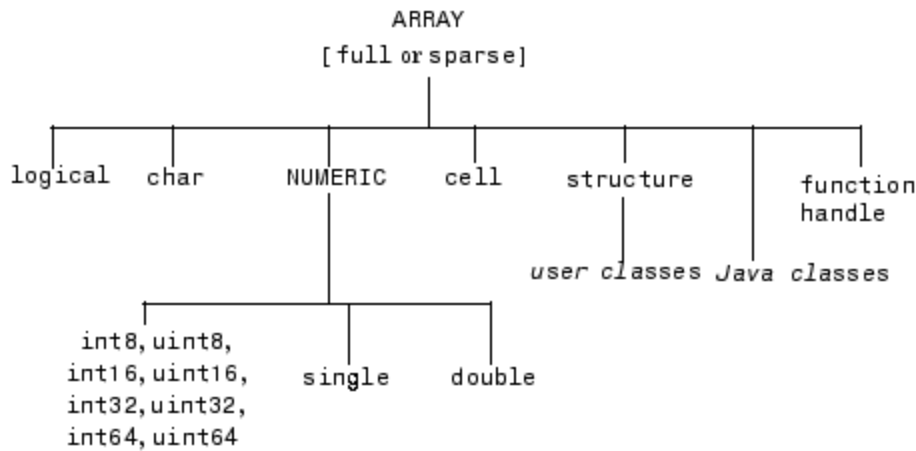 ARRAY
[full or sparse]
logical char NUMERIC cell structure function
handle
user classes Java classes
int8, uint8,
int16, uint16,
int32, uint32,
int64, uint64
single double